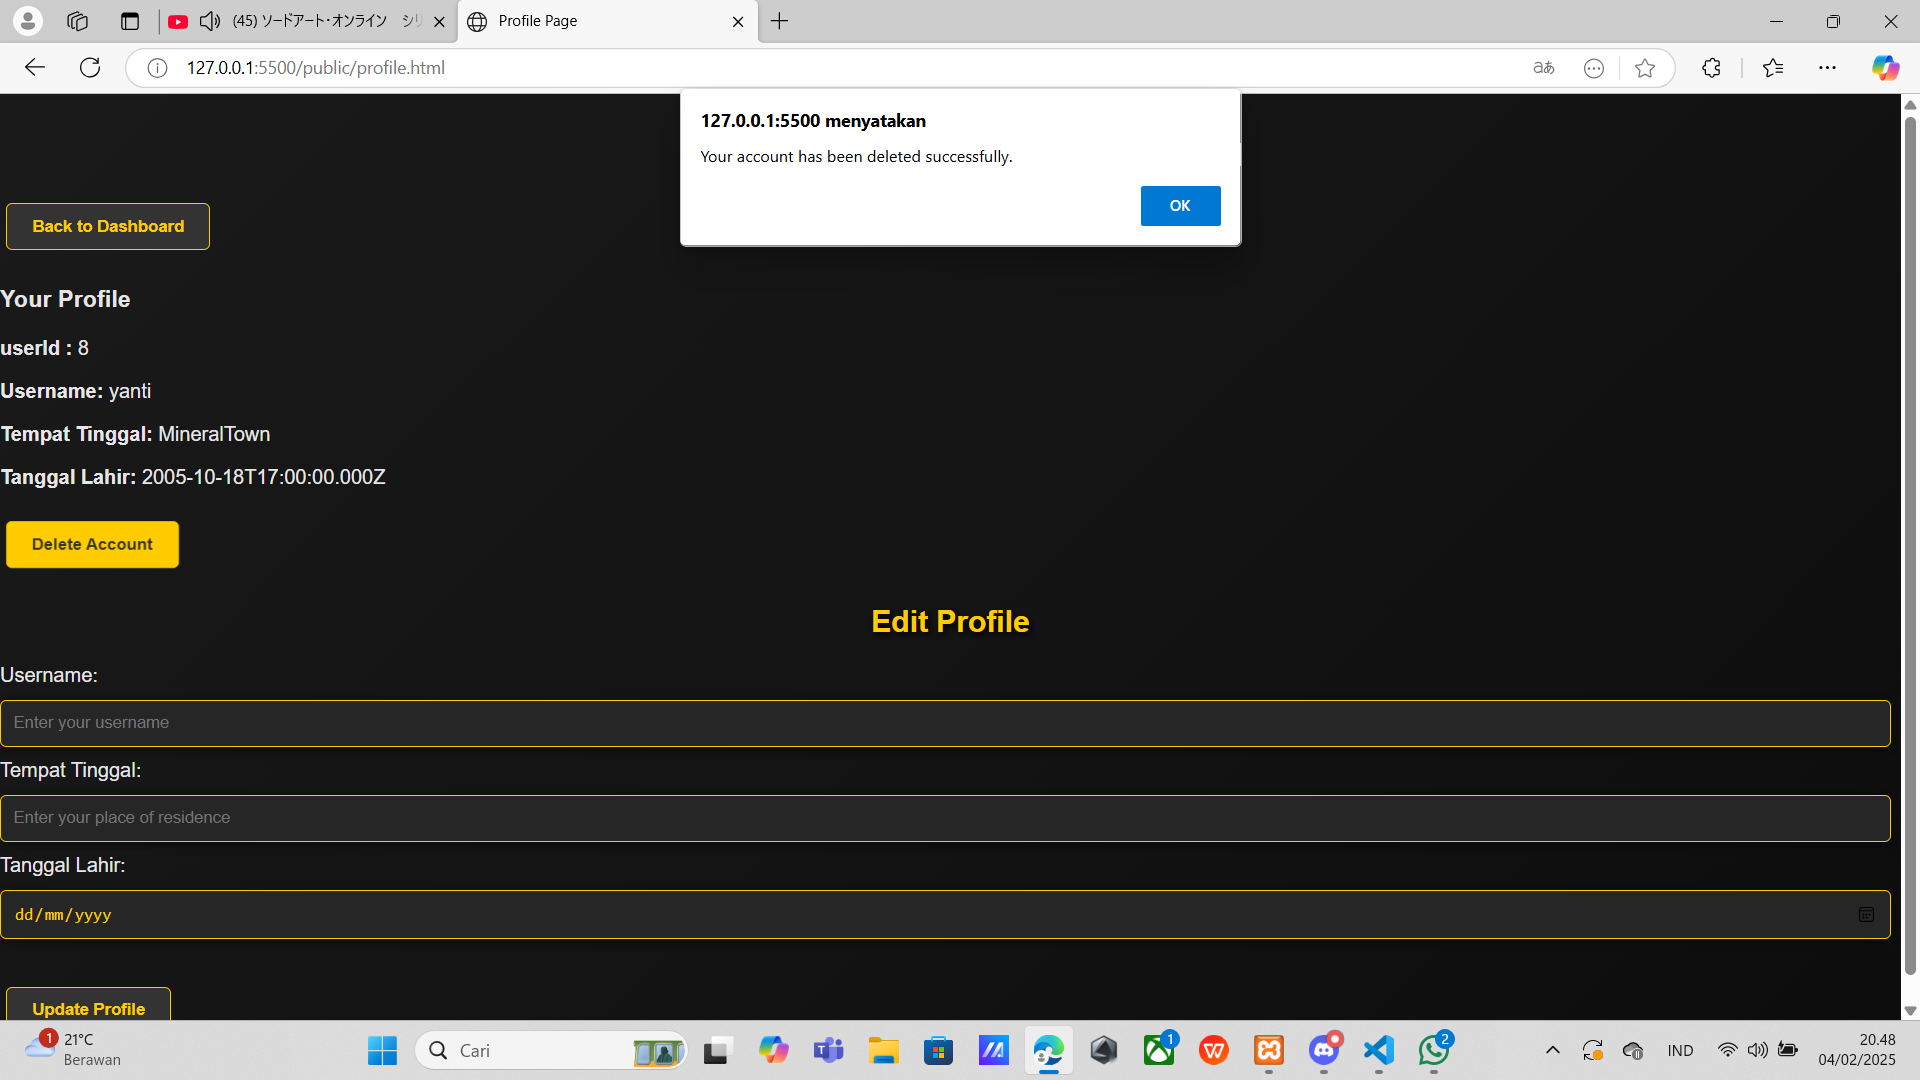 (45) ソードアート・オンライン シリ
Profile Page
127.0.0.1:5500/public/profile.html
aあ
127.0.0.1:5500 menyatakan
Your account has been deleted successfully.
OK
Back to Dashboard
Your Profile
userId : 8
Username: yanti
Tempat Tinggal: MineralTown
Tanggal Lahir: 2005-10-18T17:00:00.000Z
Delete Account
Edit Profile
Username:
Enter your username
Tempat Tinggal:
Enter your place of residence
Tanggal Lahir:
dd/mm/yyyy
Update Profile
1
21°C
Berawan
Cari
1
2
IND
20.48
04/02/2025